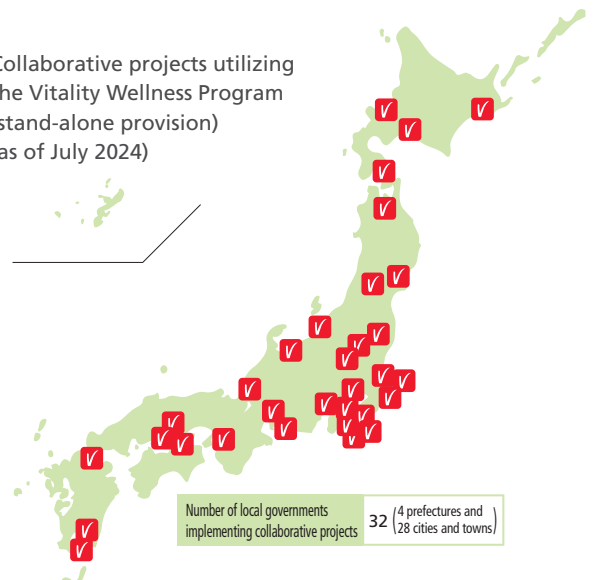 Collaborative projects utilizing
he Vitality Wellness Program
stand-alone provision)
as of July 2024)
Number of local governments
implementing collaborative projects
32 (4 prefectures and
28 cities and towns)